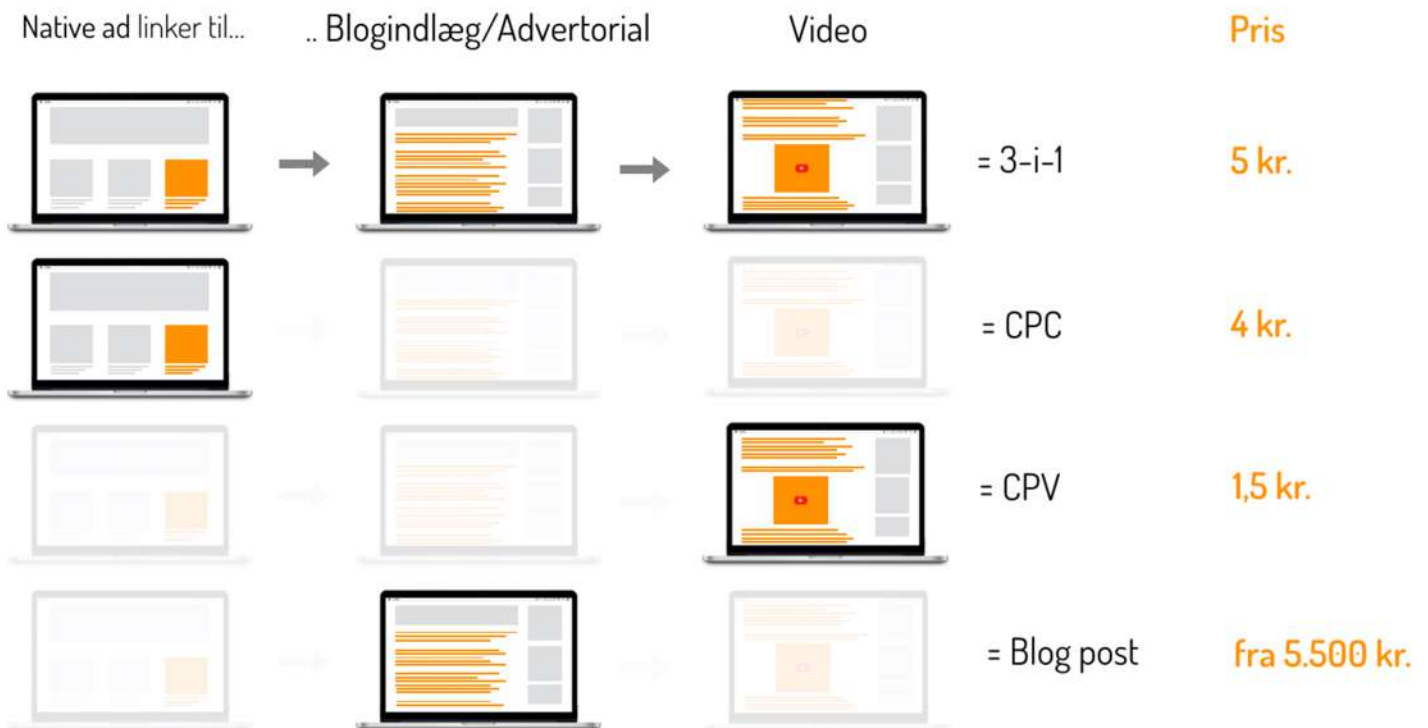 Native ad linker til...
.. Blogindlæg/Advertorial
Video
Pris
= 3-i-1
5 kr.
= CPC
4 kr.
= CPV
1,5 kr.
= Blog post
fra 5.500 kr.